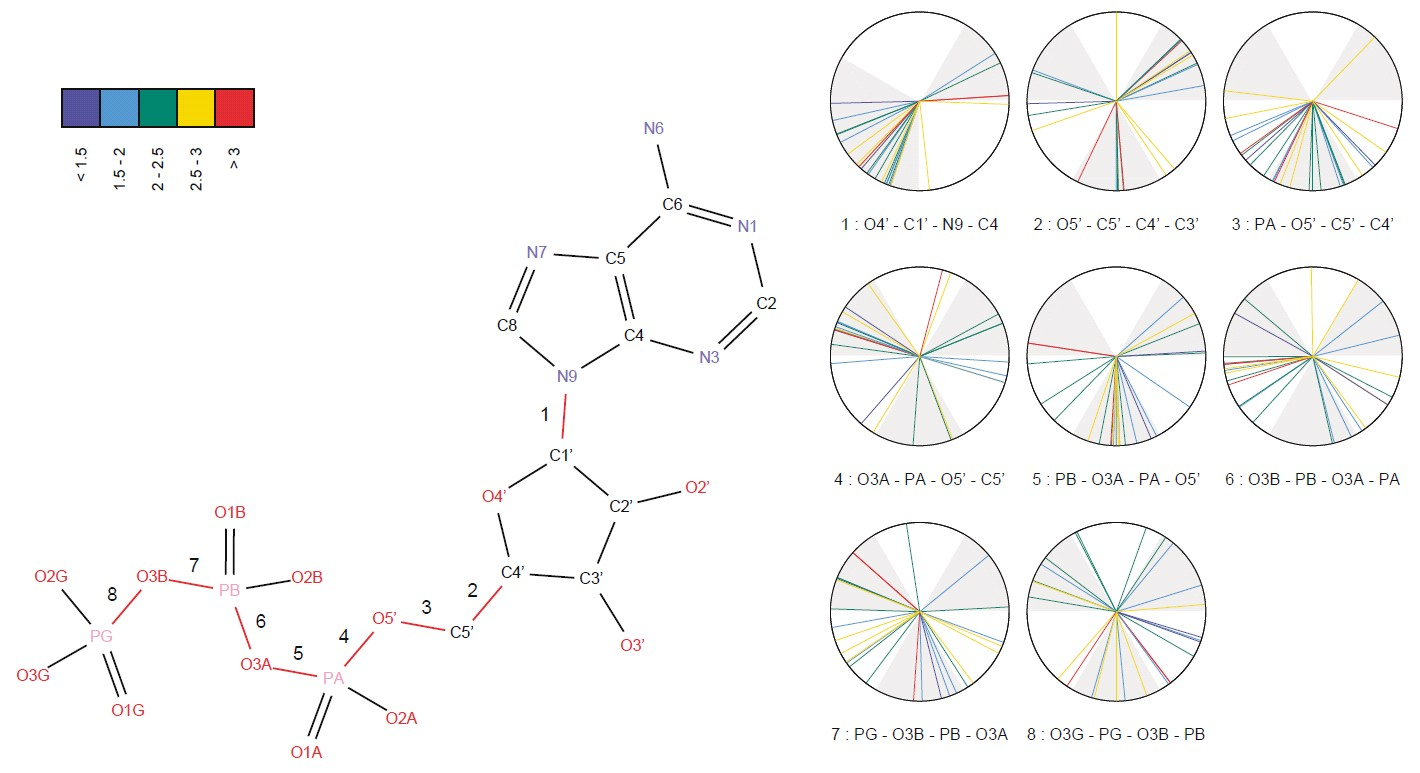 < 1.5
1.5 - 2
2 - 2.5
2.5 - 3
> 3
N6
C6
N1
N7
C5
C2
C8
C4
N3
N9
1
C1’
O4’
O2’
C2’
O1B
C4’
C3’
7
O2G
O3B
O2B
8
PB
2
3
O5’
C5’
6
4
PG
O3’
O3A
5
O3G
PA
O1G
O2A
O1A
1 : O4’ - C1’ - N9 - C4
2 : O5’ - C5’ - C4’ - C3’
3 : PA - O5’ - C5’ - C4’
4 : O3A - PA - O5’ - C5’
5 : PB - O3A - PA - O5’
6 : O3B - PB - O3A - PA
7 : PG - O3B - PB - O3A
8 : O3G - PG - O3B - PB